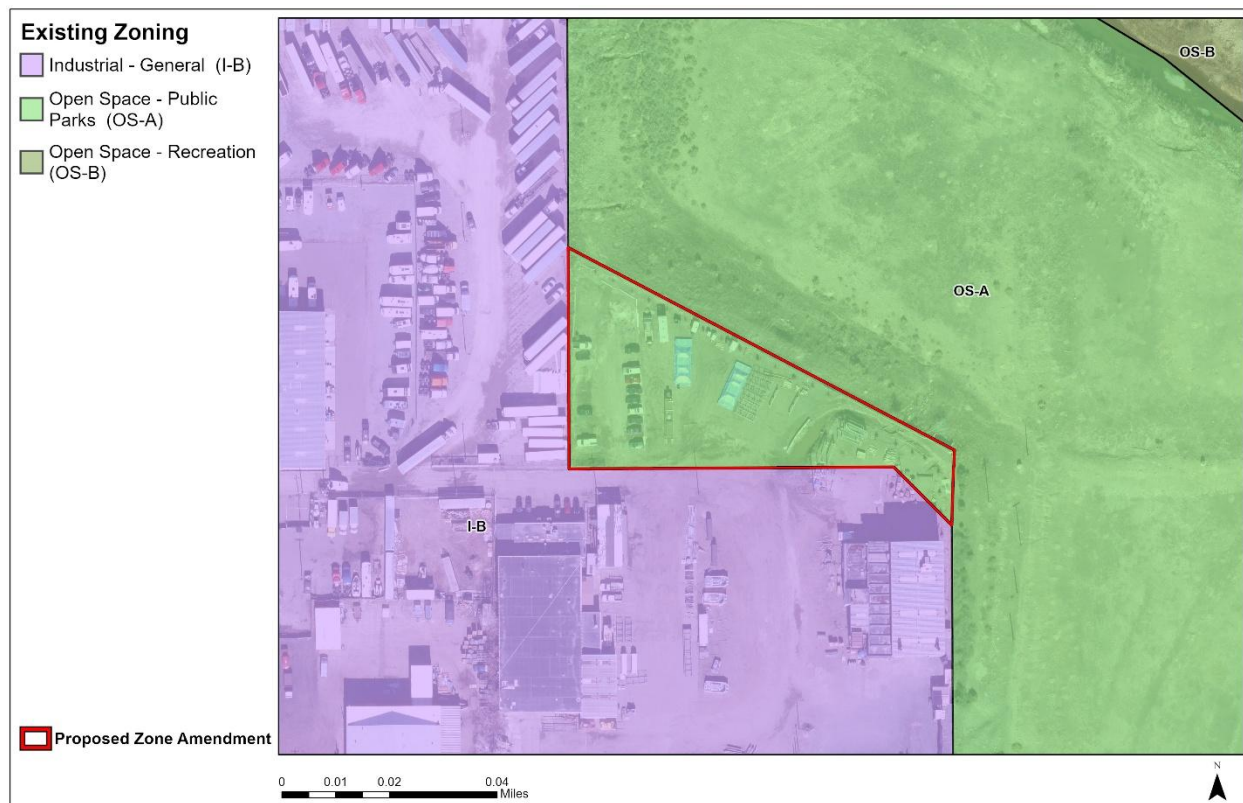 Existing Zoning
Industrial - General (I-B)
Open Space - Public
Parks (OS-A)
Open Space - Recreation
(OS-B)
Proposed Zone Amendment
OS-B
OS-A
I-B
0 0.01 0.02 0.04
Miles
N